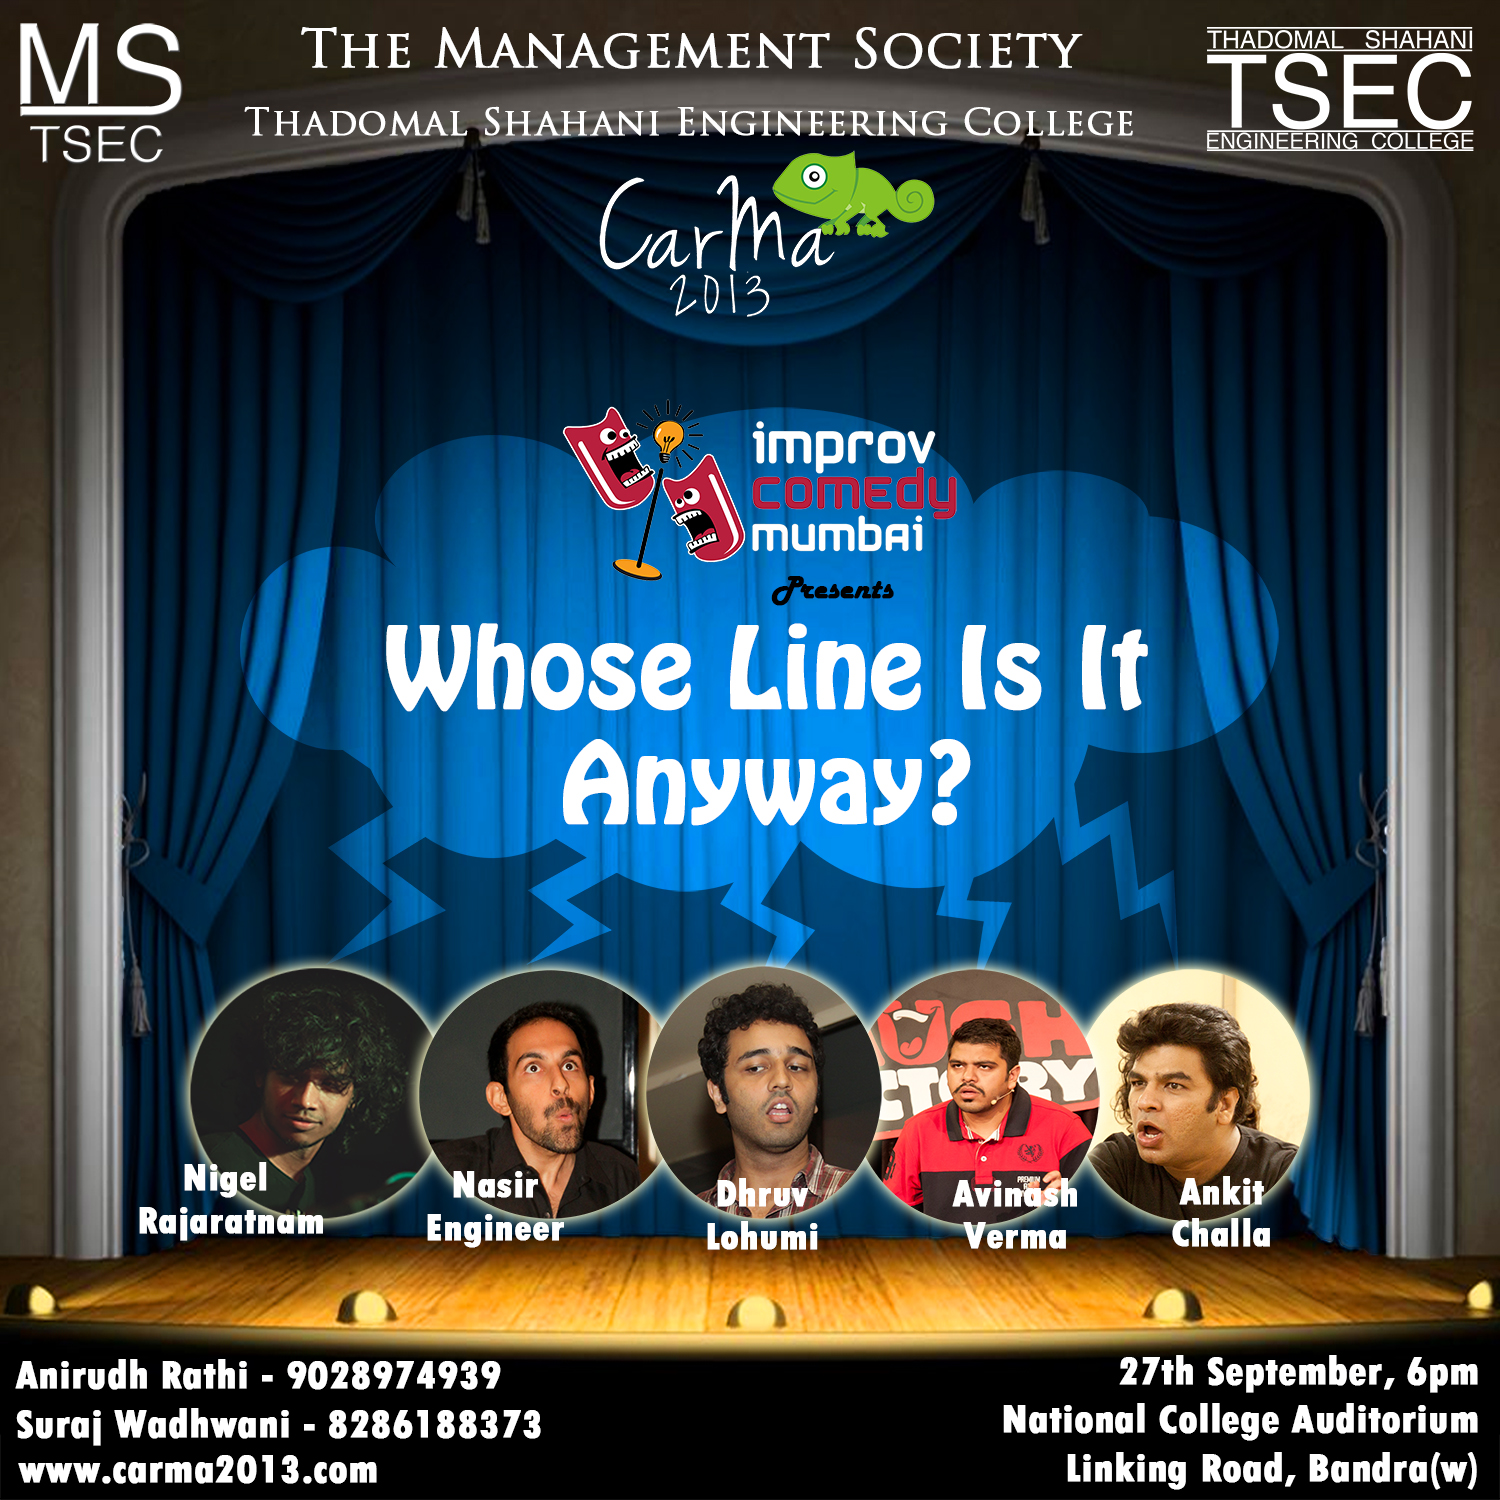 MS
TSEC
The Management Society
Thadomal Shahani Engineering College
THADOMAL SHAHANI
TSEC
ENGINEERING COLLEGE
CarMa
2013
improv
comedy
mumbai
Presents
Whose Line Is It
Anyway?
Nigel
Rajaratnam
Nasir
Engineer
Dhruv
Lohumi
Avinash
Verma
Ankit
Challa
Anirudh Rathi - 9028974939
Suraj Wadhwani - 8286188373
www.carma2013.com
27th September, 6pm
National College Auditorium
Linking Road, Bandra(w)